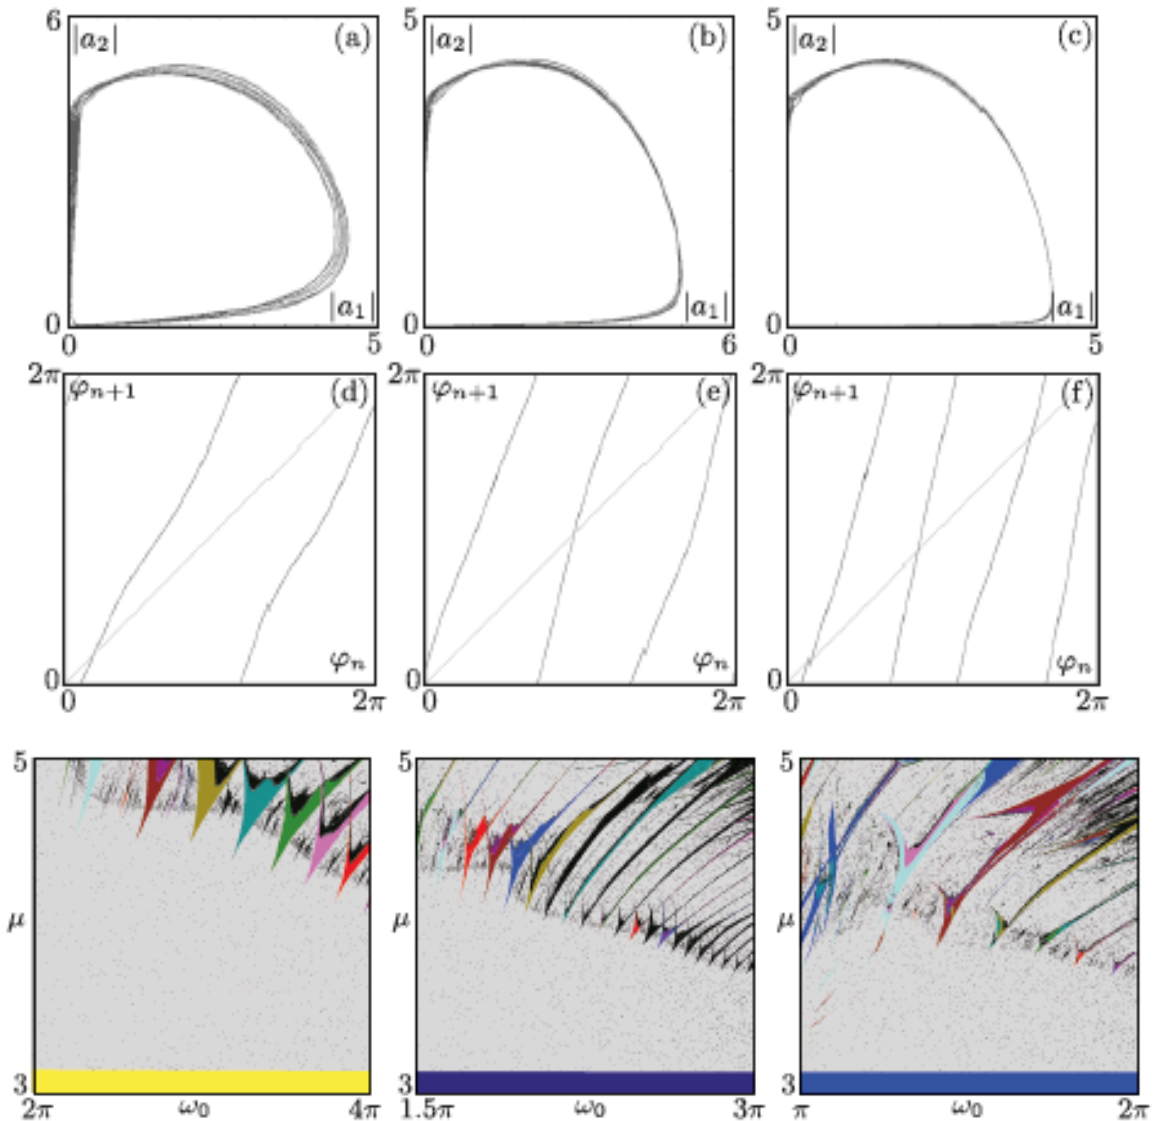 6 |a₂| (a) 5 |a₂| (b) 5 |a₂| (c)
0 |a₁| 0 |a₁| 0 |a₁|
0 5 0 6 0 5
2π φₙ₊₁ (d) 2π φₙ₊₁ (e) 2π φₙ₊₁ (f)
0 φₙ 0 φₙ 0 φₙ
0 2π 0 2π 0 2π
5 5 5
μ μ μ
3 3 3
2π ω₀ 4π 1.5π ω₀ 3π π ω₀ 2π